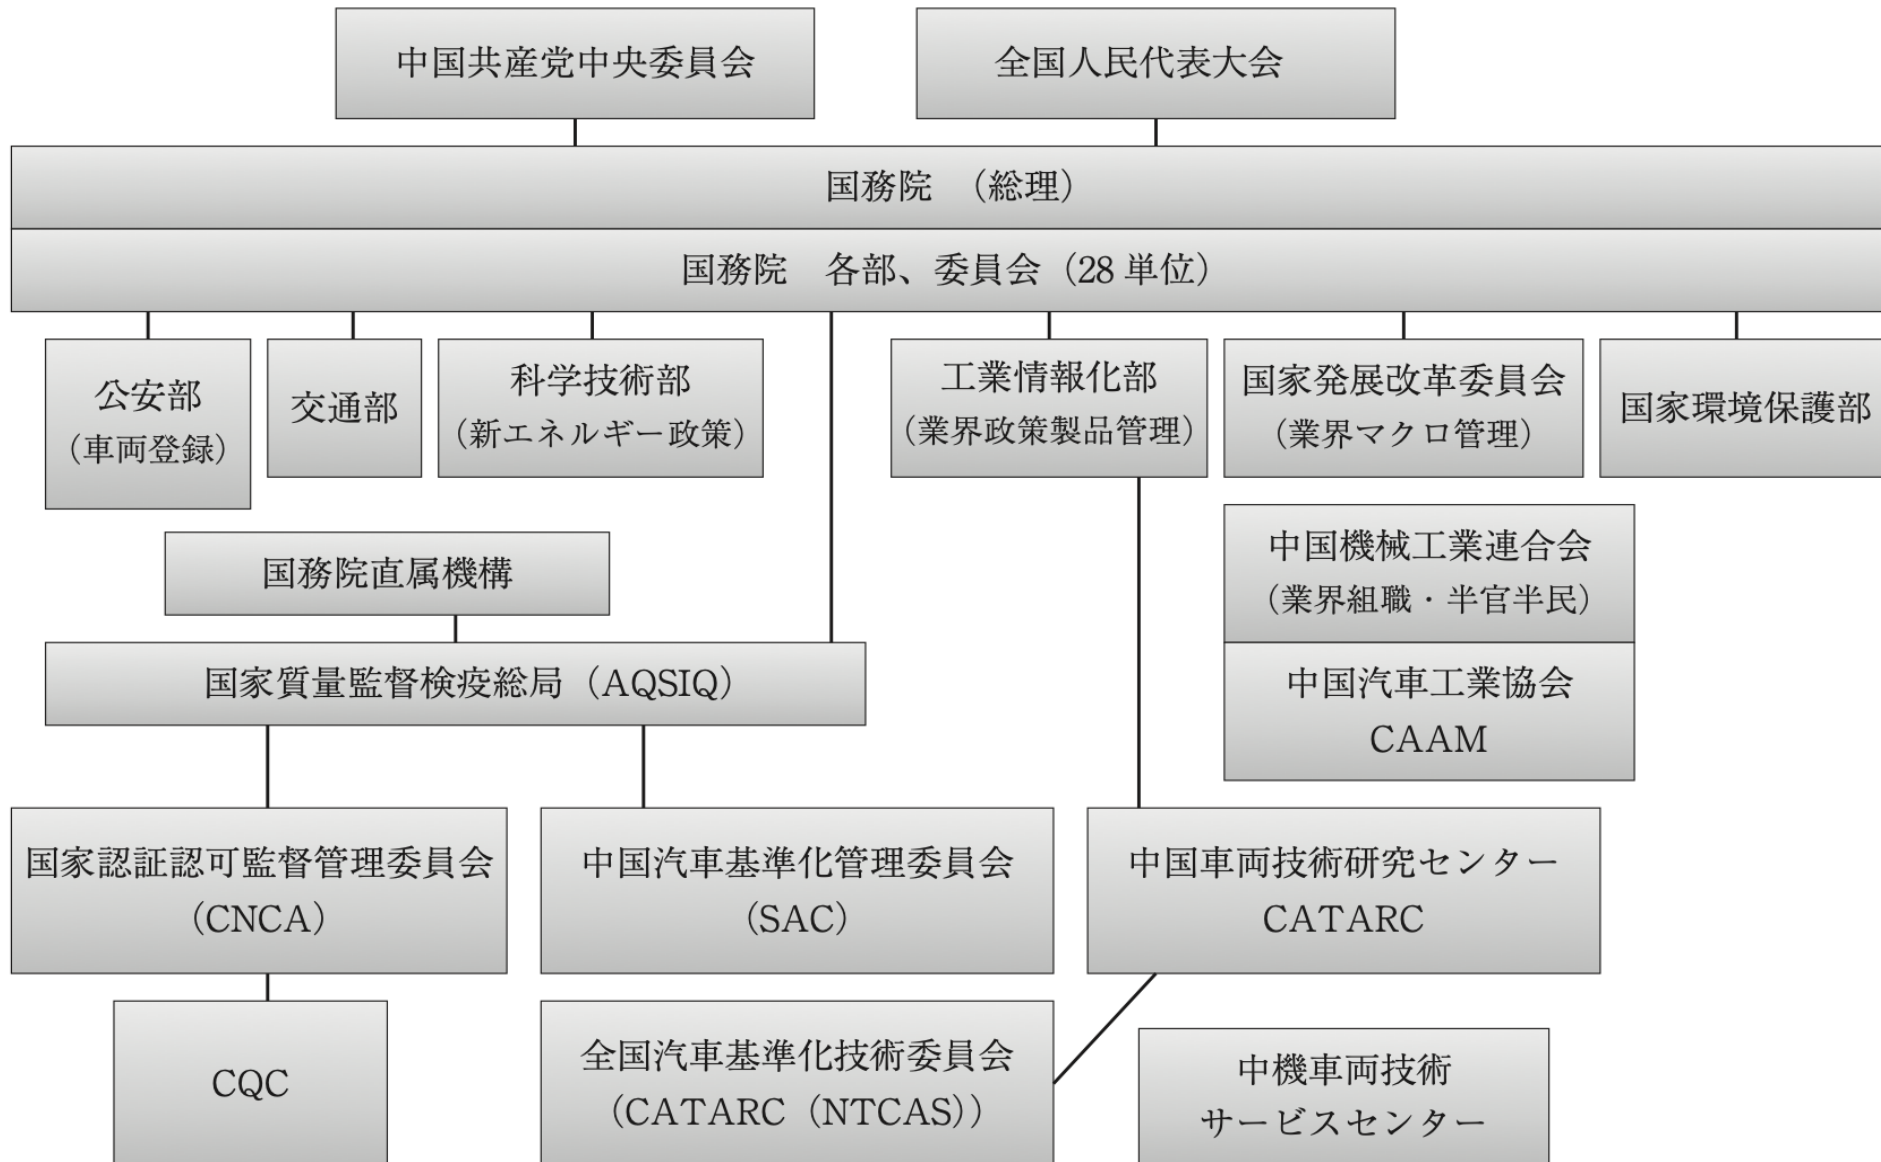 中国共産党中央委員会
全国人民代表大会
国務院　（総理）
国務院　各部、委員会（28 単位）
公安部
（車両登録）
交通部
科学技術部
（新エネルギー政策）
工業情報化部
（業界政策製品管理）
国家発展改革委員会
（業界マクロ管理）
国家環境保護部
国務院直属機構
中国機械工業連合会
（業界組職・半官半民）
国家質量監督検疫総局（AQSIQ）
中国汽車工業協会
CAAM
国家認証認可監督管理委員会
（CNCA）
中国汽車基準化管理委員会
（SAC）
中国車両技術研究センター
CATARC
CQC
全国汽車基準化技術委員会
（CATARC（NTCAS））
中機車両技術
サービスセンター